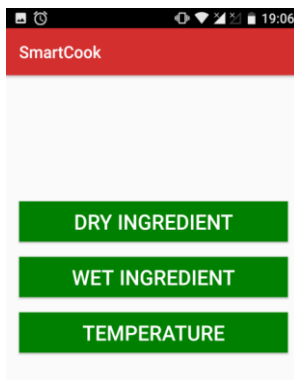 19:06
SmartCook
DRY INGREDIENT
WET INGREDIENT
TEMPERATURE